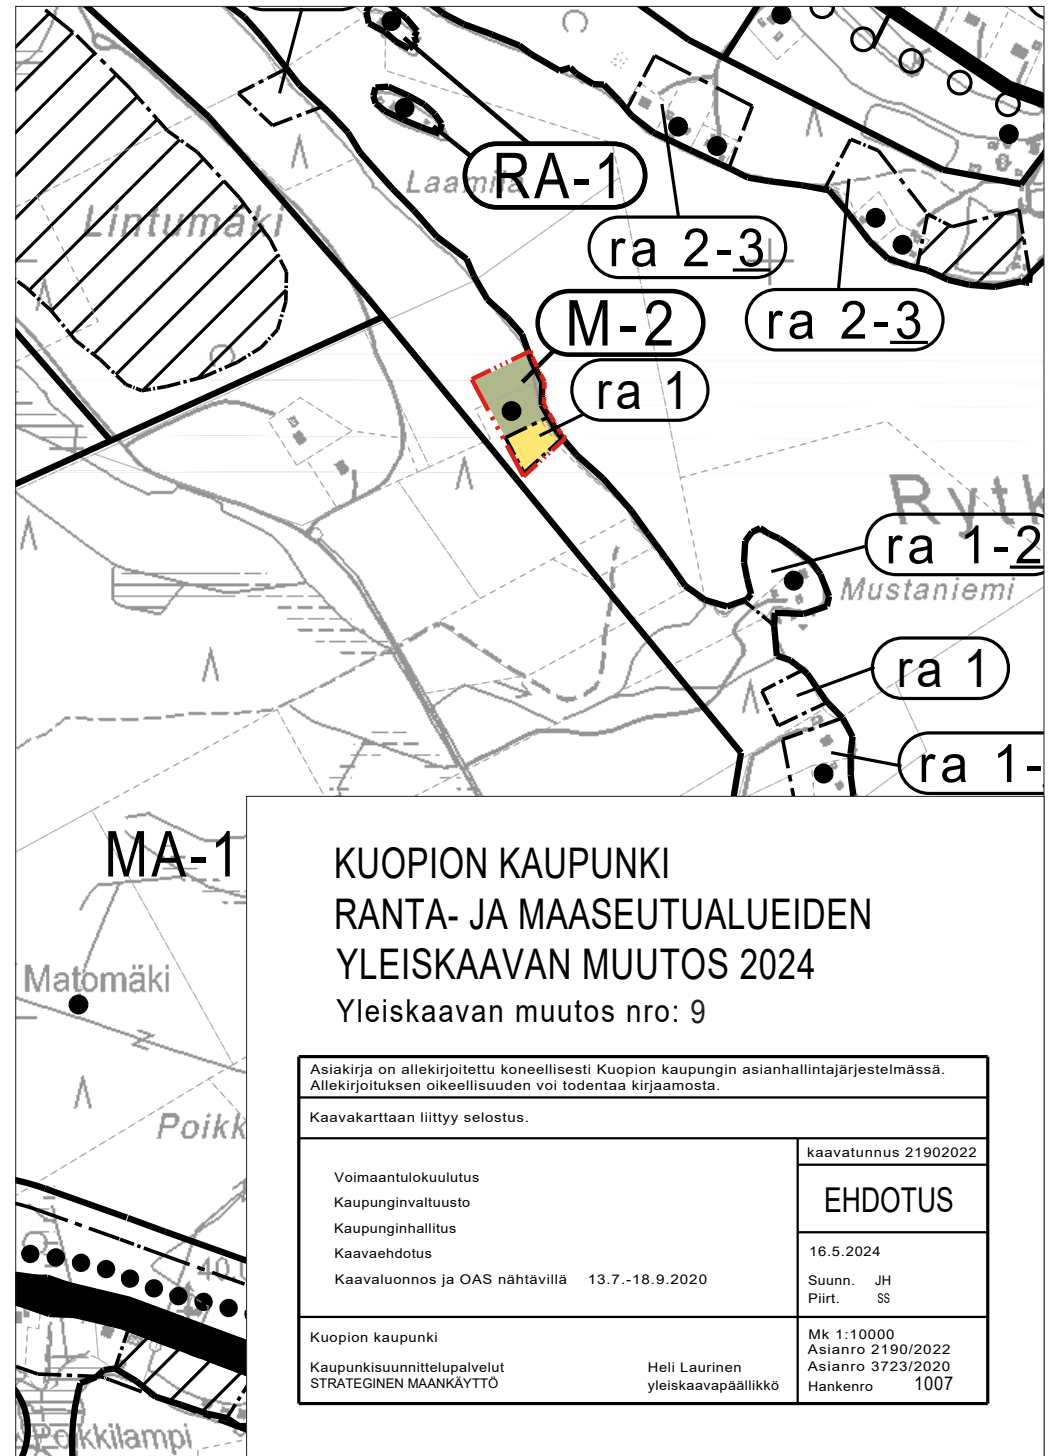 RA-1
Laamila
Lintumäki
ra 2-3
ra 2-3
M-2
ra 1
ra 1-2
Mustaniemi
ra 1
ra 1-
MA-1
Matomäki
KUOPION KAUPUNKI
RANTA- JA MAASEUTUALUEIDEN
YLEISKAAVAN MUUTOS 2024
Yleiskaavan muutos nro: 9
Asiakirja on allekirjoitettu koneellisesti Kuopion kaupungin asianhallintajärjestelmässä.
Allekirjoituksen oikeellisuuden voi todentaa kirjaamosta.
Kaavakarttaan liittyy selostus.
kaavatunnus 21902022
Voimaantulokuulutus
Kaupunginvaltuusto
Kaupunginhallitus
Kaavaehdotus
Kaavaluonnos ja OAS nähtävillä 13.7.-18.9.2020
EHDOTUS
16.5.2024
Suunn. JH
Piirt. SS
Kuopion kaupunki
Kaupunkisuunnittelupalvelut
STRATEGINEN MAANKÄYTTÖ
Heli Laurinen
yleiskaavapäällikkö
Mk 1:10000
Asianro 2190/2022
Asianro 3723/2020
Hankenro 1007
Poikkilampi